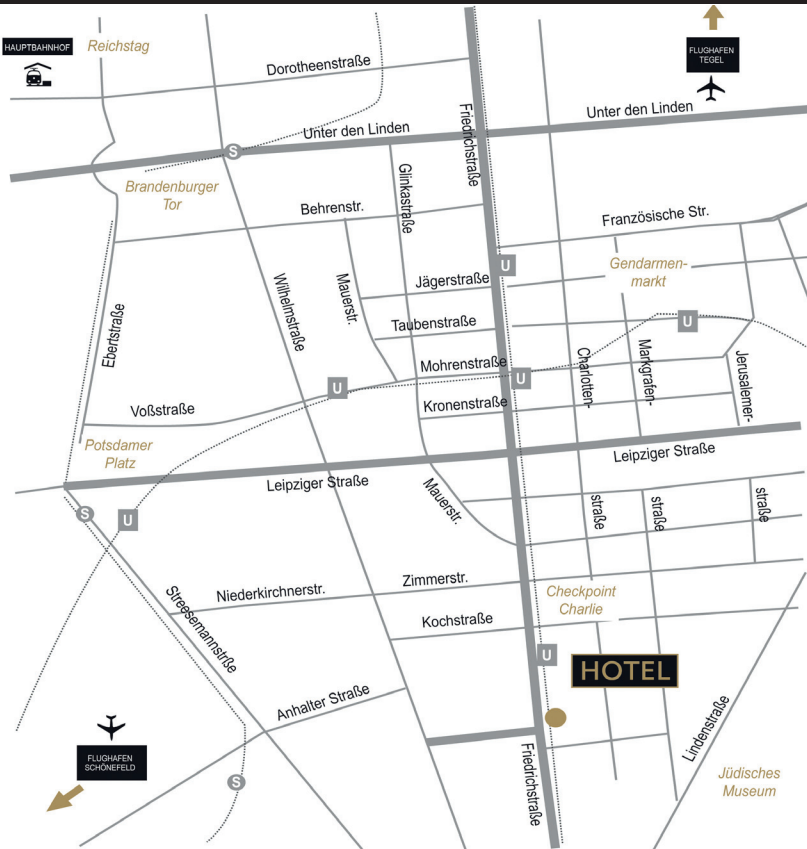 HAUPTBAHNHOF
Reichstag
FLUGHAFEN
TEGEL
Dorotheenstraße
Friedrichstraße
Unter den Linden
Unter den Linden
S
Brandenburger
Tor
Glinkastraße
Behrenstr.
Französische Str.
Gendarmen-
markt
U
Wilhelmstraße
Mauerstr.
Jägerstraße
Ebertstraße
Taubenstraße
U
Mohrenstraße
Charlotten-
Markgrafen-
Jerusalemer-
U
U
Voßstraße
Kronenstraße
Potsdamer
Platz
Leipziger Straße
Leipziger Straße
Mauerstr.
straße
straße
straße
S
U
Streesemannstrße
Niederkirchnerstr.
Zimmerstr.
Checkpoint
Charlie
Kochstraße
U
HOTEL
Anhalter Straße
Lindenstraße
FLUGHAFEN
SCHÖNEFELD
Friedrichstraße
S
Jüdisches
Museum